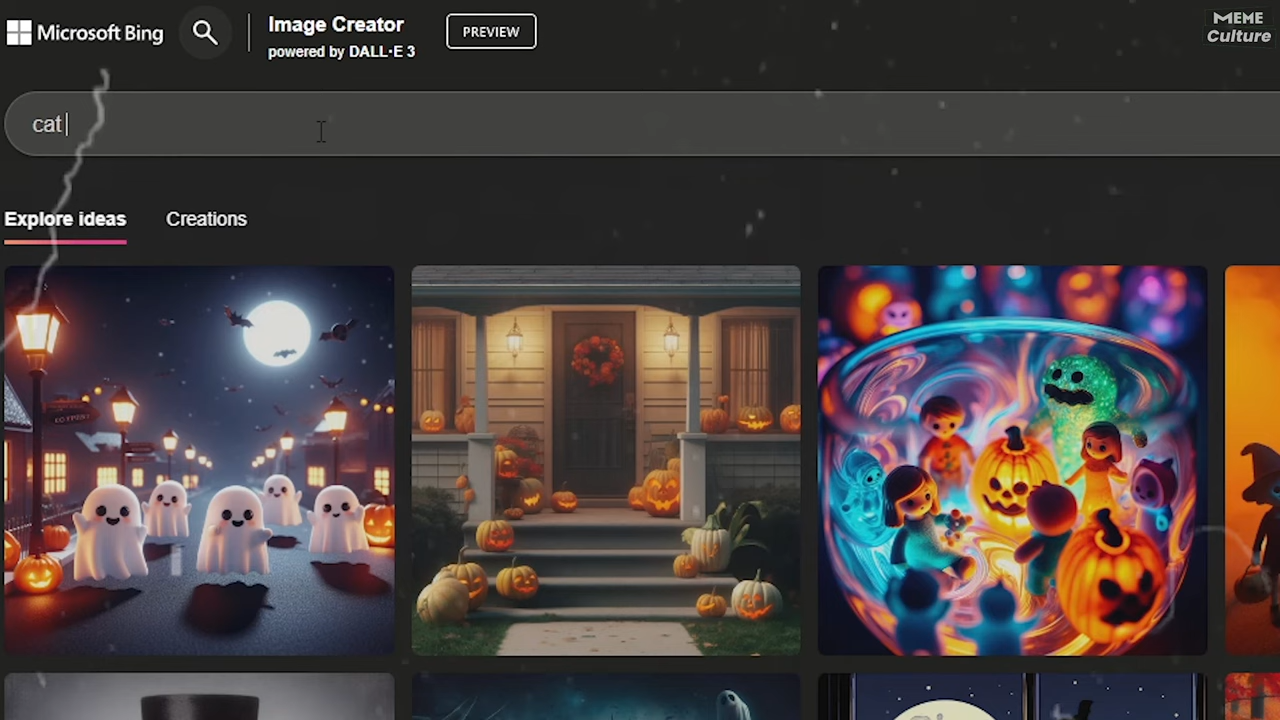 Microsoft Bing
Image Creator
powered by DALL·E 3
PREVIEW
MEME
Culture
cat
Explore ideas
Creations